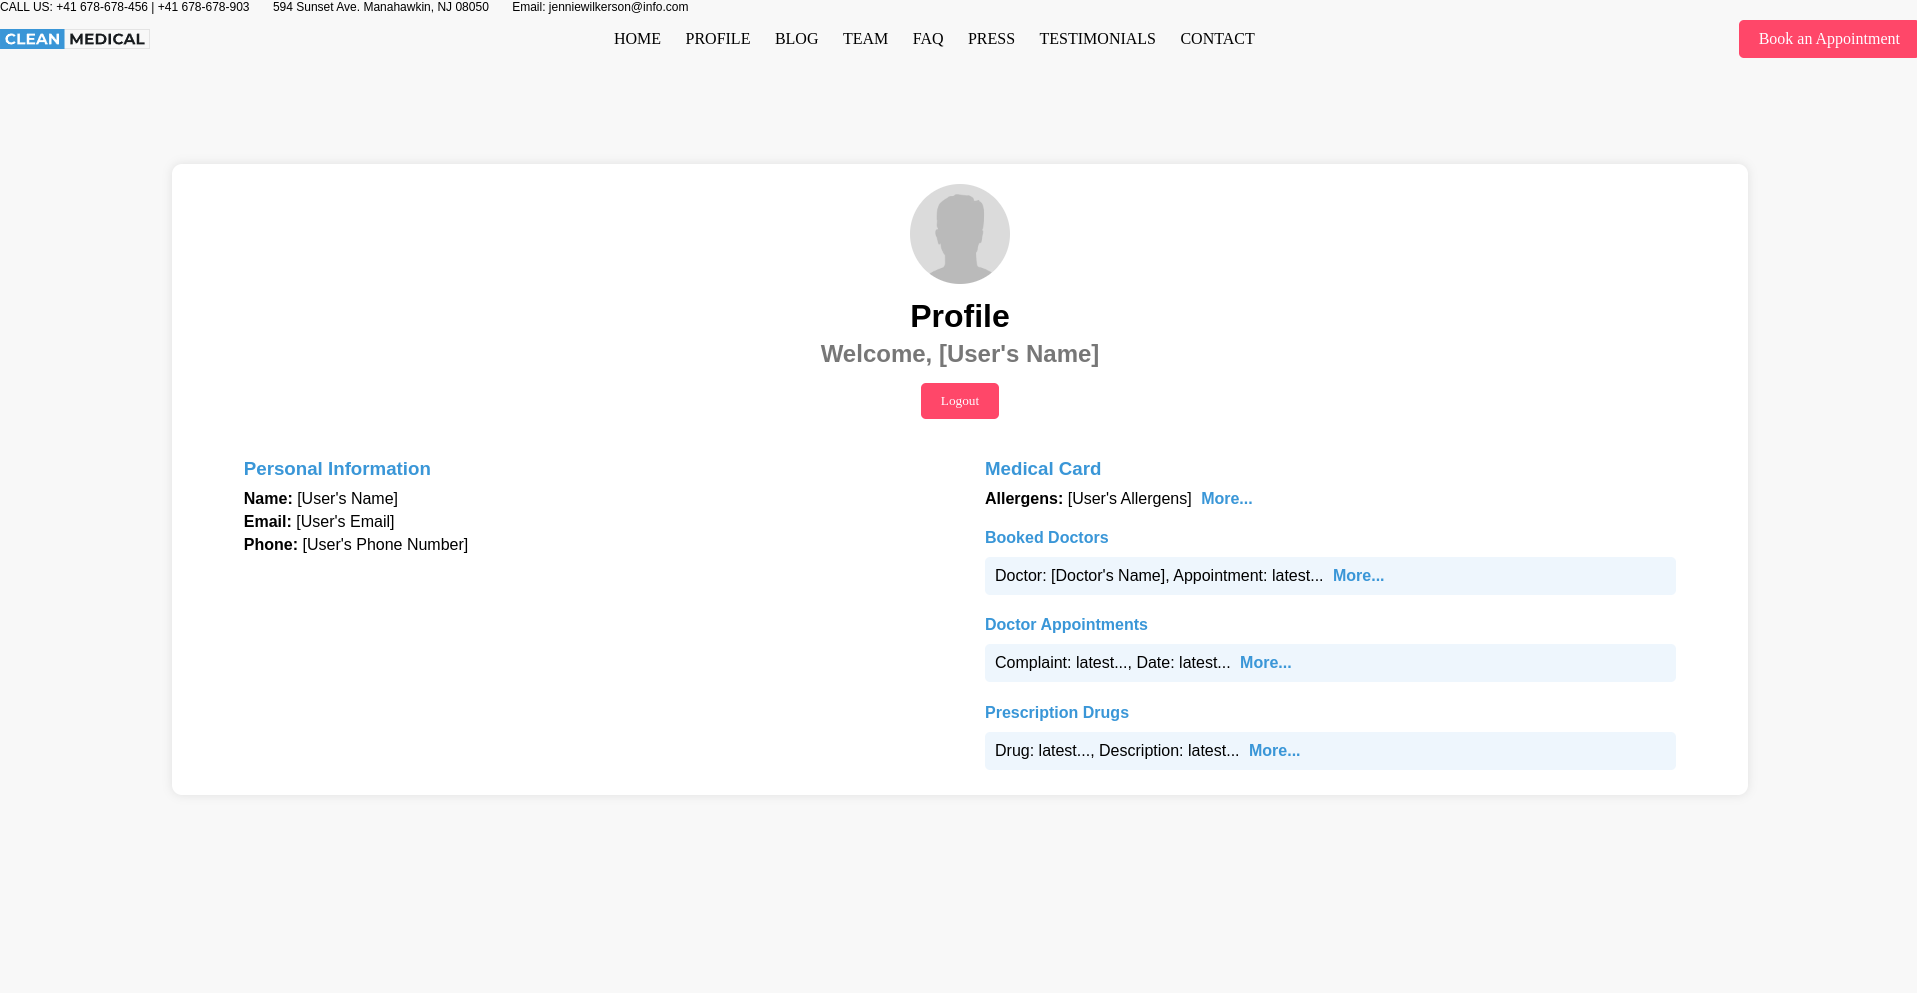 CALL US: +41 678-678-456 | +41 678-678-903 594 Sunset Ave. Manahawkin, NJ 08050 Email: jenniewilkerson@info.com
CLEAN MEDICAL HOME PROFILE BLOG TEAM FAQ PRESS TESTIMONIALS CONTACT Book an Appointment
Profile
Welcome, [User's Name]
Logout
Personal Information
Name: [User's Name]
Email: [User's Email]
Phone: [User's Phone Number]
Medical Card
Allergens: [User's Allergens] More...
Booked Doctors
Doctor: [Doctor's Name], Appointment: latest... More...
Doctor Appointments
Complaint: latest..., Date: latest... More...
Prescription Drugs
Drug: latest..., Description: latest... More...